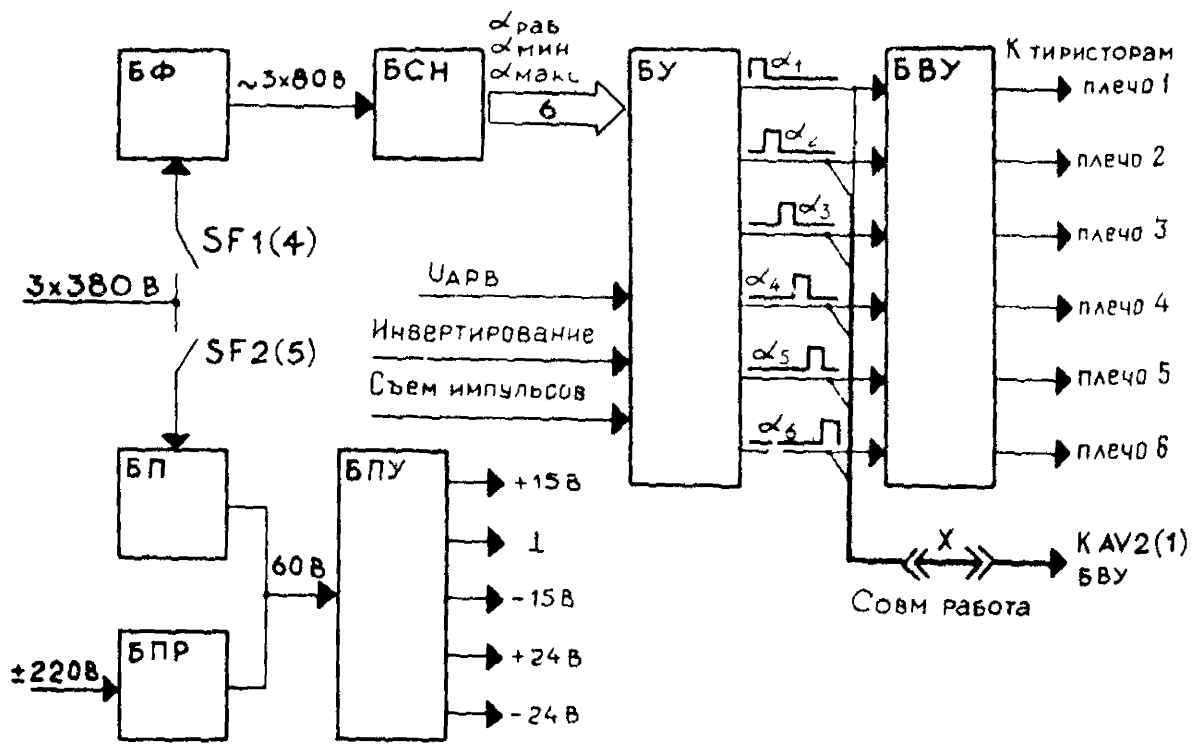 БФ
~3х80В
БСН
αраб
αмин
αмакс
6
БУ
α1
α2
α3
α4
α5
α6
БВУ
К тиристорам
плечо 1
плечо 2
плечо 3
плечо 4
плечо 5
плечо 6
SF1(4)
3х380В
SF2(5)
UАРВ
Инвертирование
Съем импульсов
БП
БПУ
+15В
⊥
-15В
+24В
-24В
60В
БПР
±220В
X
К AV2(1)
БВУ
Совм работа